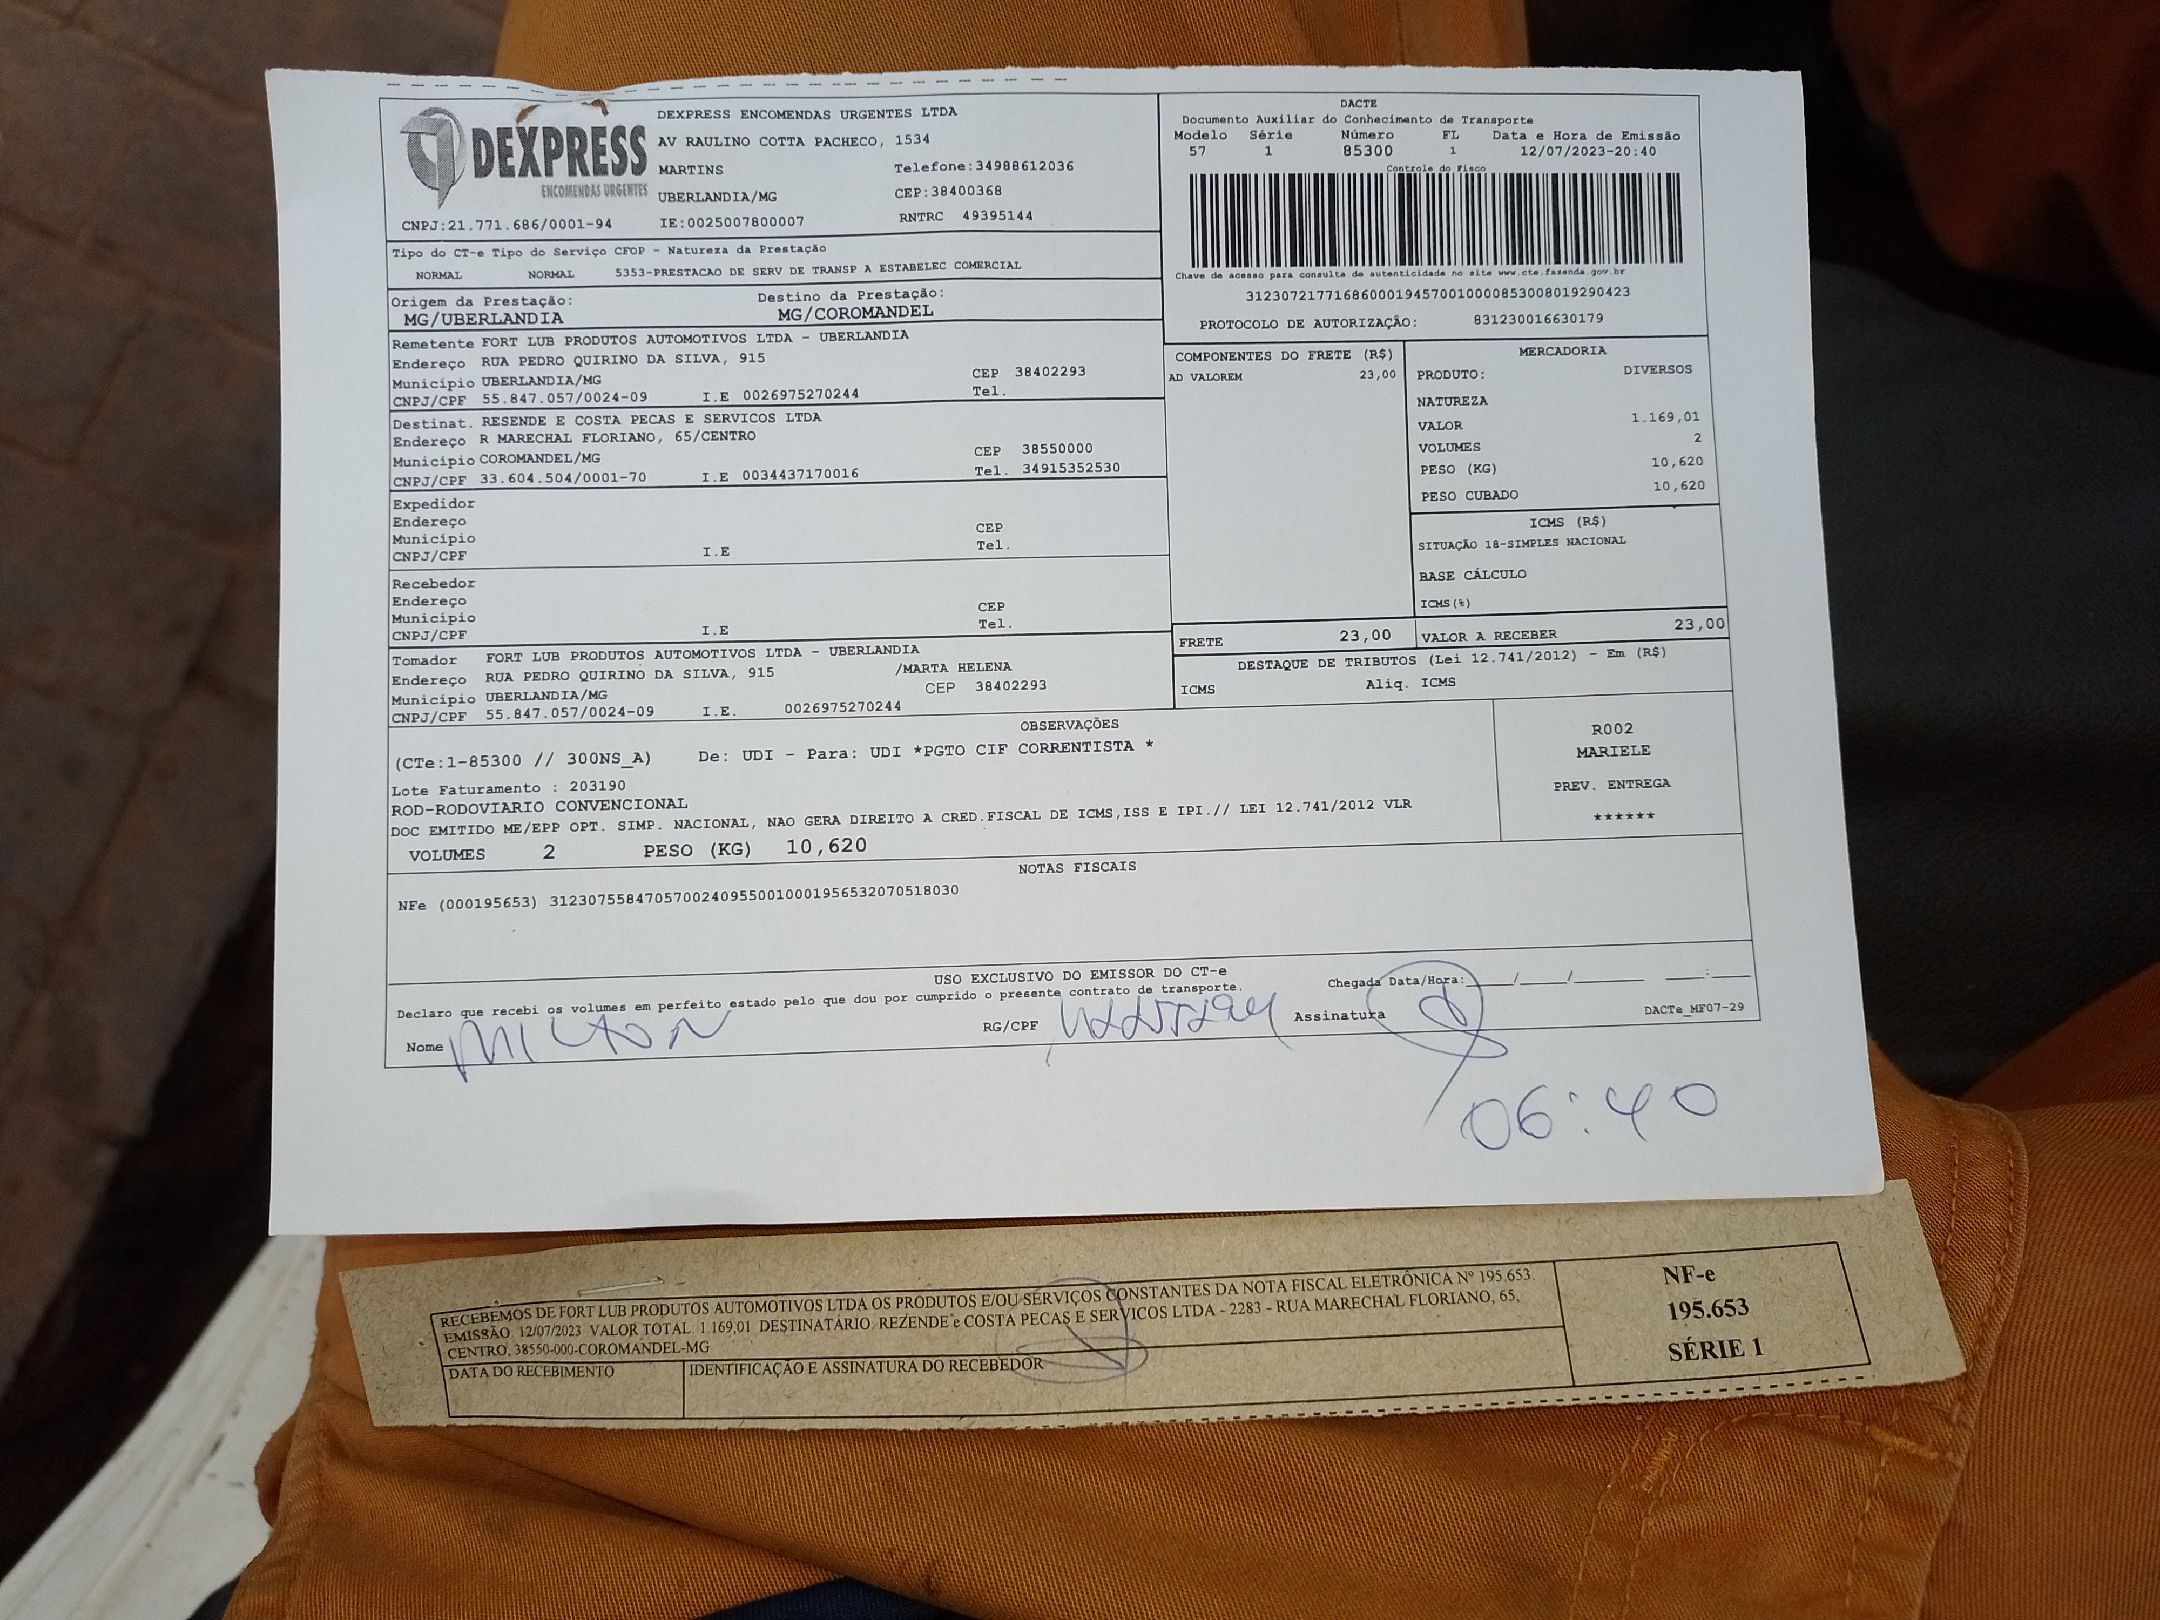 DEXPRESS
ENCOMENDAS URGENTES
DEXPRESS ENCOMENDAS URGENTES LTDA
AV RAULINO COTTA PACHECO, 1534
MARTINS Telefone:34988612036
UBERLANDIA/MG CEP:38400368
CNPJ:21.771.686/0001-94 IE:0025007800007 RNTRC 49395144
DACTE
Documento Auxiliar do Conhecimento de Transporte
Modelo Série Número FL Data e Hora de Emissão
57 1 85300 1 12/07/2023-20:40
Controle do Fisco
Chave de acesso para consulta de autenticidade no site www.cte.fazenda.gov.br
31230721771686000194570010000853008019290423
PROTOCOLO DE AUTORIZAÇÃO: 831230016630179
Tipo do CT-e Tipo do Serviço CFOP - Natureza da Prestação
NORMAL NORMAL 5353-PRESTACAO DE SERV DE TRANSP A ESTABELEC COMERCIAL
Origem da Prestação: Destino da Prestação:
MG/UBERLANDIA MG/COROMANDEL
Remetente FORT LUB PRODUTOS AUTOMOTIVOS LTDA - UBERLANDIA
Endereço RUA PEDRO QUIRINO DA SILVA, 915
Município UBERLANDIA/MG CEP 38402293
CNPJ/CPF 55.847.057/0024-09 I.E 0026975270244 Tel.
Destinat. RESENDE E COSTA PECAS E SERVICOS LTDA
Endereço R MARECHAL FLORIANO, 65/CENTRO
Município COROMANDEL/MG CEP 38550000
CNPJ/CPF 33.604.504/0001-70 I.E 0034437170016 Tel. 34915352530
Expedidor
Endereço
Município CEP
CNPJ/CPF I.E Tel.
Recebedor
Endereço
Município CEP
CNPJ/CPF I.E Tel.
Tomador FORT LUB PRODUTOS AUTOMOTIVOS LTDA - UBERLANDIA
Endereço RUA PEDRO QUIRINO DA SILVA, 915 /MARTA HELENA
Município UBERLANDIA/MG CEP 38402293
CNPJ/CPF 55.847.057/0024-09 I.E. 0026975270244
COMPONENTES DO FRETE (R$)
AD VALOREM 23,00
MERCADORIA
PRODUTO: DIVERSOS
NATUREZA
VALOR 1.169,01
VOLUMES 2
PESO (KG) 10,620
PESO CUBADO 10,620
ICMS (R$)
SITUAÇÃO 18-SIMPLES NACIONAL
BASE CÁLCULO
ICMS(%)
FRETE 23,00 VALOR A RECEBER 23,00
DESTAQUE DE TRIBUTOS (Lei 12.741/2012) - Em (R$)
ICMS Aliq. ICMS
OBSERVAÇÕES
(CTe:1-85300 // 300NS_A) De: UDI - Para: UDI *PGTO CIF CORRENTISTA *
Lote Faturamento : 203190
ROD-RODOVIARIO CONVENCIONAL
DOC EMITIDO ME/EPP OPT. SIMP. NACIONAL, NAO GERA DIREITO A CRED.FISCAL DE ICMS,ISS E IPI.// LEI 12.741/2012 VLR
VOLUMES 2 PESO (KG) 10,620
R002
MARIELE
PREV. ENTREGA
******
NOTAS FISCAIS
NFe (000195653) 31230755847057002409550010001956532070518030
USO EXCLUSIVO DO EMISSOR DO CT-e
Declaro que recebi os volumes em perfeito estado pelo que dou por cumprido o presente contrato de transporte. Chegada Data/Hora:___/___/_____ ___:___
Nome MILTON RG/CPF Assinatura DACTe_MF07-29
06:40
RECEBEMOS DE FORT LUB PRODUTOS AUTOMOTIVOS LTDA OS PRODUTOS E/OU SERVIÇOS CONSTANTES DA NOTA FISCAL ELETRÔNICA Nº 195.653.
EMISSÃO: 12/07/2023 VALOR TOTAL: 1.169,01 DESTINATÁRIO: REZENDE e COSTA PECAS E SERVICOS LTDA - 2283 - RUA MARECHAL FLORIANO, 65,
CENTRO, 38550-000-COROMANDEL-MG
DATA DO RECEBIMENTO IDENTIFICAÇÃO E ASSINATURA DO RECEBEDOR
NF-e
195.653
SÉRIE 1